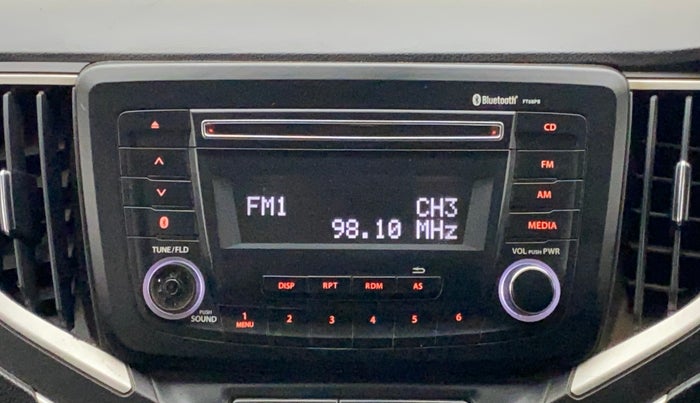 Bluetooth FT08PB
CD
FM
AM
MEDIA
FM1 CH3
98.10 MHz
TUNE/FLD
VOL PUSH PWR
DISP RPT RDM AS
PUSH
SOUND
1 2 3 4 5 6
MENU